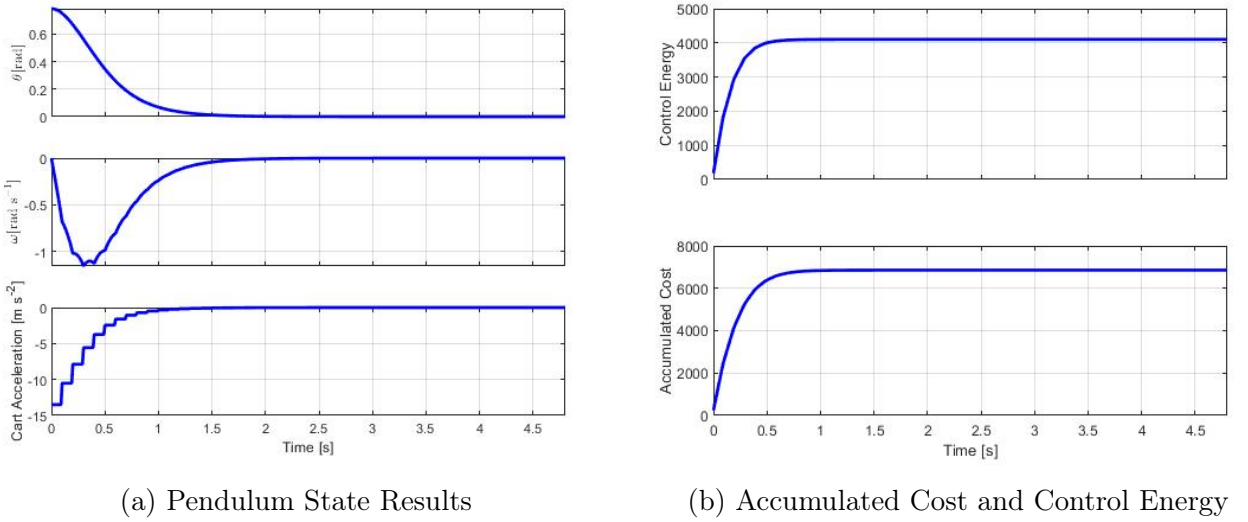 0.6
0.4
0.2
0
θ[rad]
0
-0.5
-1
ω[rad s⁻¹]
0
-5
-10
-15
Cart Acceleration [m s⁻²]
0 0.5 1 1.5 2 2.5 3 3.5 4 4.5
Time [s]
(a) Pendulum State Results
5000
4000
3000
2000
1000
0
Control Energy
8000
6000
4000
2000
0
Accumulated Cost
0 0.5 1 1.5 2 2.5 3 3.5 4 4.5
Time [s]
(b) Accumulated Cost and Control Energy